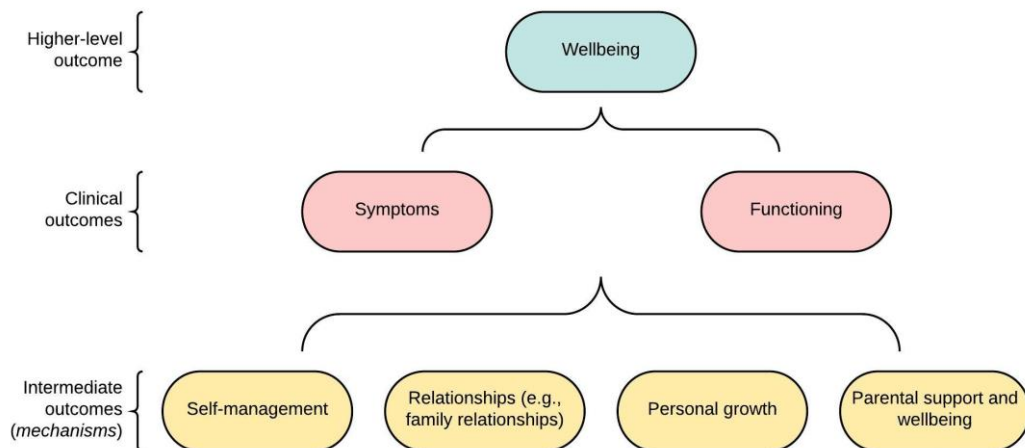 Higher-level
outcome
Wellbeing
Clinical
outcomes
Symptoms
Functioning
Intermediate
outcomes
(mechanisms)
Self-management
Relationships (e.g.,
family relationships)
Personal growth
Parental support and
wellbeing